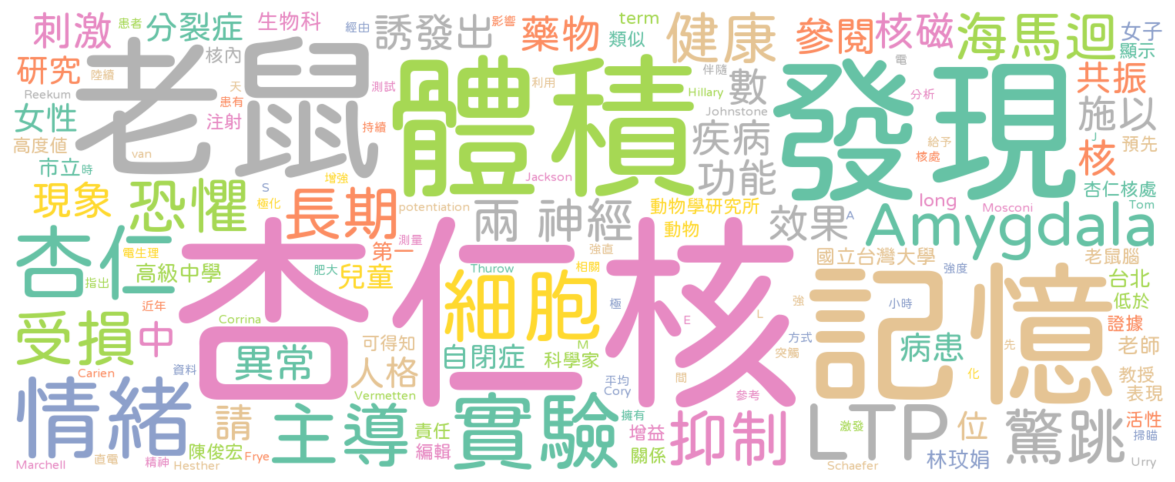 刺激
患者
分裂症
生物科
經由
誘發出
影響
藥物
term
類似
健康
參閱
核磁
海馬迴
女子
顯示
研究
陸續
核內
老鼠
天
患有
測試
體積
利用
伴隨
Hillary
數
Johnstone
發現
電
分析
共振
施以
Reekum
女性
高度值
注射
持續
疾病
功能
給予
核處
J
核
預先
van
市立
時
增強
Jackson
杏仁核處
現象
恐懼
S
極化
長期
potentiation
兩
神經
動物學研究所
動物
效果
A
Amygdala
long
Mosconi
Tom
杏仁
電生理
指出
高級中學
杏仁核
第一
測量
肥大
兒童
Thurow
強直
相關
細胞
國立台灣大學
強度
老鼠腦
台北
低於
近年
極
強
小時
記憶
受損
中
Corrina
異常
可得知
自閉症
M
科學家
E
L
方式
突觸
病患
先
證據
老師
Carien
資料
人格
Vermetten
平均
Cory
間
參考
化
教授
表現
情緒
請
主導
責任
編輯
實驗
擁有
增益
關係
抑制
激發
LTP
位
驚跳
活性
掃瞄
陳俊宏
Marchell
直電
精神
Hesther
Frye
Schaefer
林玟娟
Urry